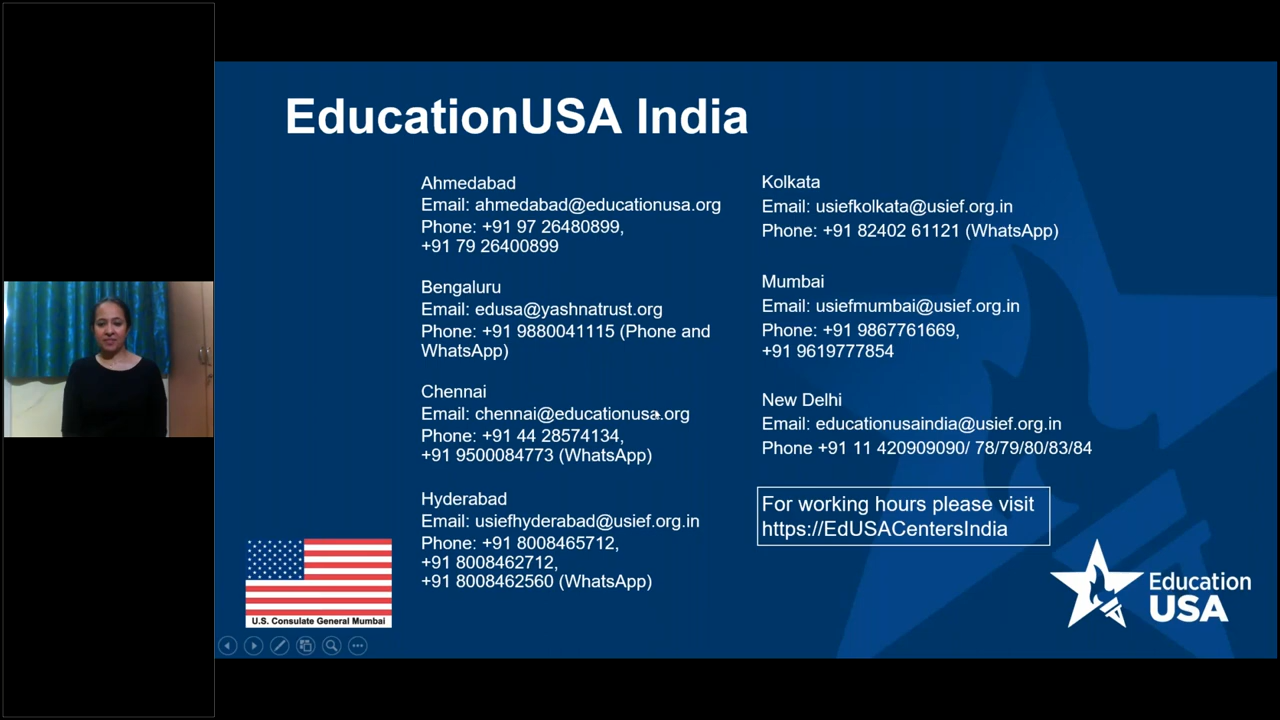 EducationUSA India
Ahmedabad
Email: ahmedabad@educationusa.org
Phone: +91 97 26480899,
+91 79 26400899
Bengaluru
Email: edusa@yashnatrust.org
Phone: +91 9880041115 (Phone and
WhatsApp)
Chennai
Email: chennai@educationusa.org
Phone: +91 44 28574134,
+91 9500084773 (WhatsApp)
Hyderabad
Email: usiefhyderabad@usief.org.in
Phone: +91 8008465712,
+91 8008462712,
+91 8008462560 (WhatsApp)
Kolkata
Email: usiefkolkata@usief.org.in
Phone: +91 82402 61121 (WhatsApp)
Mumbai
Email: usiefmumbai@usief.org.in
Phone: +91 9867761669,
+91 9619777854
New Delhi
Email: educationusaindia@usief.org.in
Phone +91 11 420909090/ 78/79/80/83/84
For working hours please visit
https://EdUSACentersIndia
U.S. Consulate General Mumbai
Education
USA